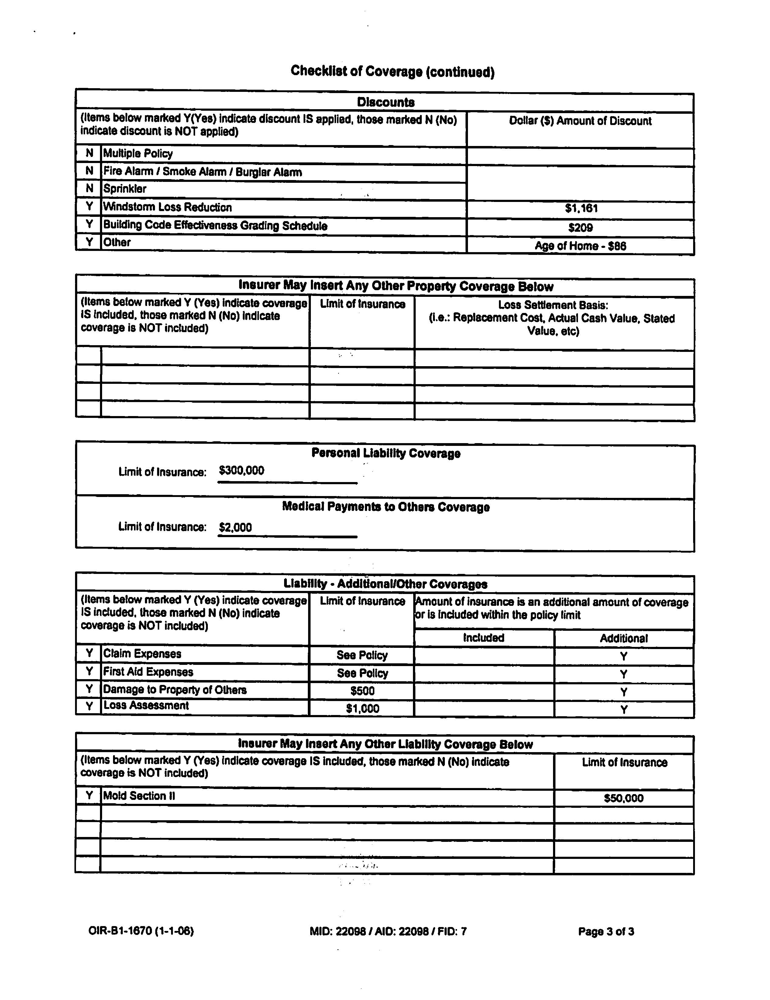 Checklist of Coverage (continued)
Discounts
(Items below marked Y(Yes) indicate discount IS applied, those marked N (No) indicate discount is NOT applied)
Dollar ($) Amount of Discount
N Multiple Policy
N Fire Alarm / Smoke Alarm / Burglar Alarm
N Sprinkler
Y Windstorm Loss Reduction $1,161
Y Building Code Effectiveness Grading Schedule $209
Y Other Age of Home - $86
Insurer May Insert Any Other Property Coverage Below
(Items below marked Y (Yes) indicate coverage
IS included, those marked N (No) indicate
coverage is NOT included)
Limit of Insurance
Loss Settlement Basis:
(i.e.: Replacement Cost, Actual Cash Value, Stated
Value, etc)
Personal Liability Coverage
Limit of Insurance: $300,000
Medical Payments to Others Coverage
Limit of Insurance: $2,000
Liability - Additional/Other Coverages
(Items below marked Y (Yes) indicate coverage
IS included, those marked N (No) indicate
coverage is NOT included)
Limit of Insurance
Amount of insurance is an additional amount of coverage
or is included within the policy limit
Included Additional
Y Claim Expenses See Policy Y
Y First Aid Expenses See Policy Y
Y Damage to Property of Others $500 Y
Y Loss Assessment $1,000 Y
Insurer May Insert Any Other Liability Coverage Below
(Items below marked Y (Yes) indicate coverage IS included, those marked N (No) indicate
coverage is NOT included)
Limit of Insurance
Y Mold Section II $50,000
OIR-B1-1670 (1-1-06) MID: 22098 / AID: 22098 / FID: 7 Page 3 of 3